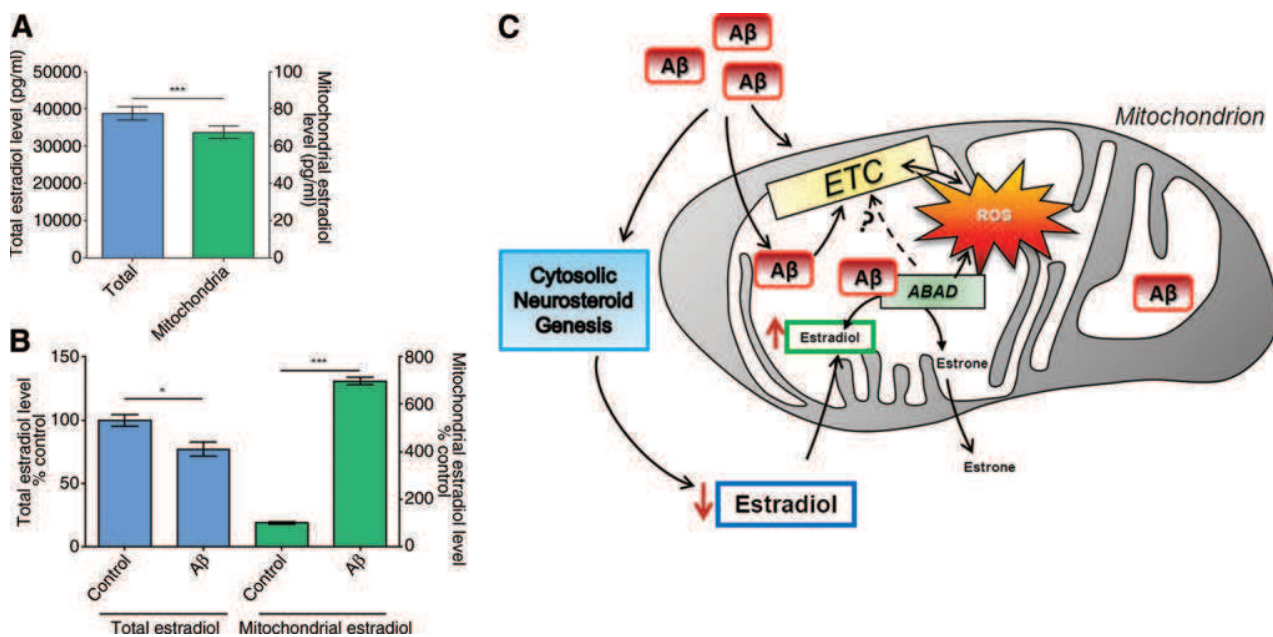 A
Total estradiol level (pg/ml)
50000
40000
30000
20000
10000
0
***
100
80
60
40
20
0
Mitochondrial estradiol
level (pg/ml)
Total
Mitochondria
B
Total estradiol level
% control
150
100
50
0
*
***
800
600
400
200
0
Mitochondrial estradiol level
% control
Control
Aβ
Control
Aβ
Total estradiol
Mitochondrial estradiol
C
Aβ
Aβ
Aβ
Mitochondrion
ETC
ROS
?
Aβ
Aβ
ABAD
Aβ
Cytosolic
Neurosteroid
Genesis
Estradiol
Estrone
Estrone
Estradiol